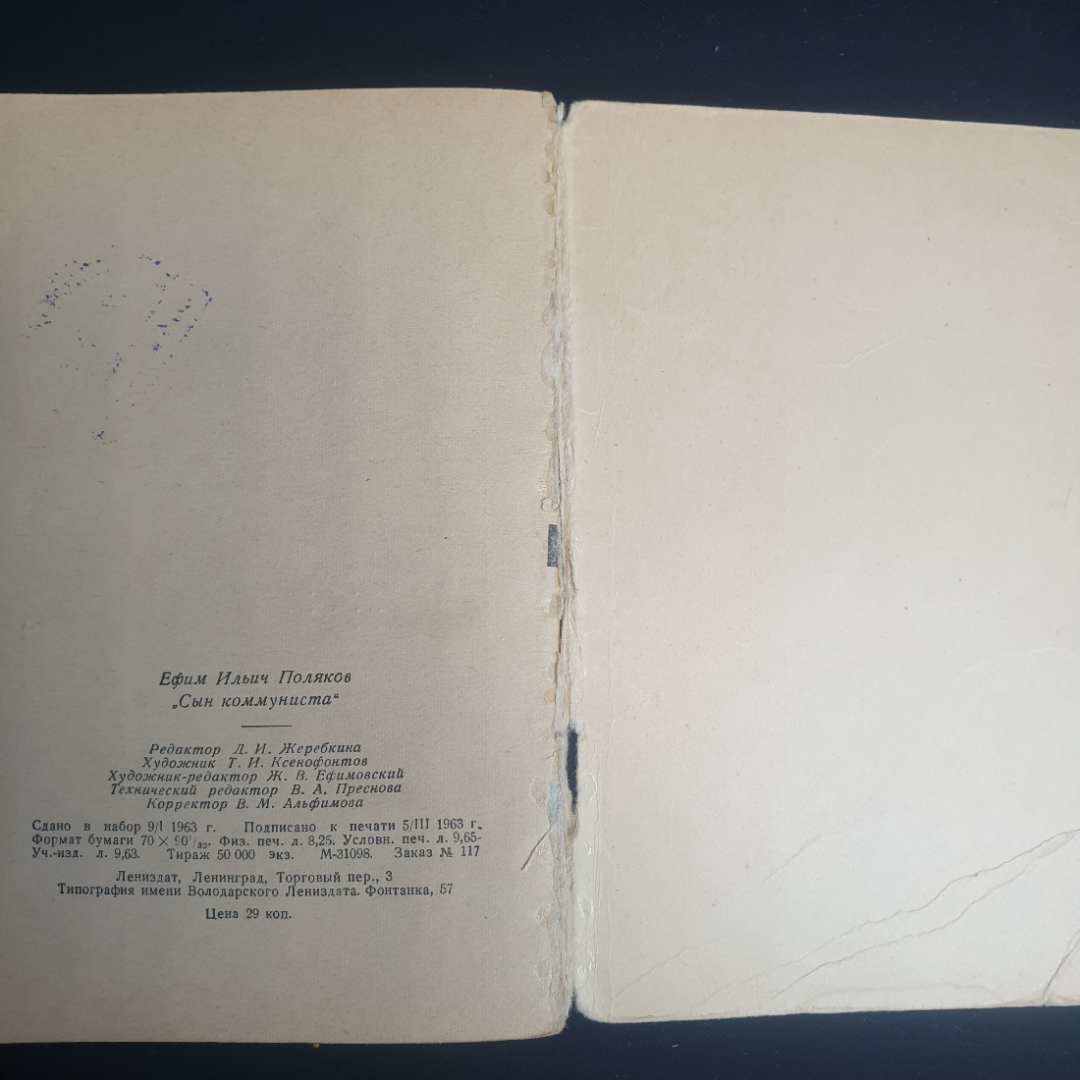 Ефим Ильич Поляков
„Сын коммуниста“
Редактор Л. И. Жеребкина
Художник Т. И. Ксенофонтов
Художник-редактор Ж. В. Ефимовский
Технический редактор В. А. Преснова
Корректор В. М. Альфимова
Сдано в набор 9/I 1963 г. Подписано к печати 5/III 1963 г.
Формат бумаги 70 × 90¹/₃₂. Физ. печ. л. 8,25. Условн. печ. л. 9,65.
Уч.-изд. л. 9,63. Тираж 50 000 экз. М-31098. Заказ № 117
Лениздат, Ленинград, Торговый пер., 3
Типография имени Володарского Лениздата. Фонтанка, 57
Цена 29 коп.